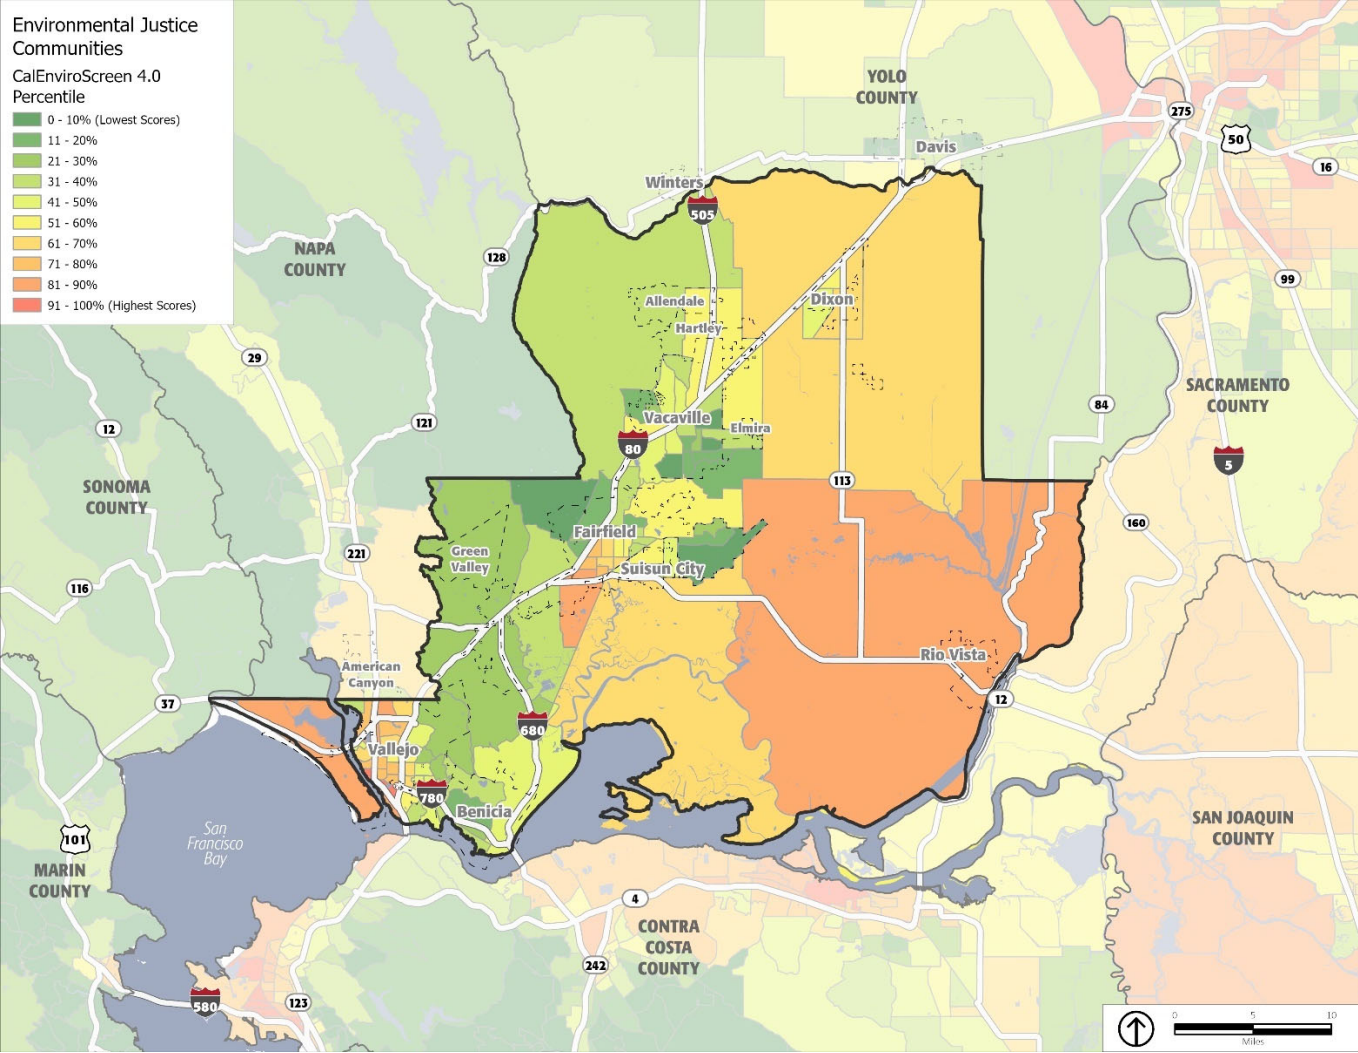 Environmental Justice
Communities
CalEnviroScreen 4.0
Percentile
0 - 10% (Lowest Scores)
11 - 20%
21 - 30%
31 - 40%
41 - 50%
51 - 60%
61 - 70%
71 - 80%
81 - 90%
91 - 100% (Highest Scores)
YOLO
COUNTY
Davis
275
50
16
Winters
505
NAPA
COUNTY
128
99
Allendale
Dixon
Hartley
29
SACRAMENTO
COUNTY
84
12
121
Vacaville
Elmira
80
5
SONOMA
COUNTY
113
160
221
Fairfield
Green
Valley
Suisun City
116
Rio Vista
American
Canyon
37
12
680
Vallejo
780
Benicia
San
Francisco
Bay
101
MARIN
COUNTY
SAN JOAQUIN
COUNTY
4
CONTRA
COSTA
COUNTY
242
580
123
0 5 10
Miles